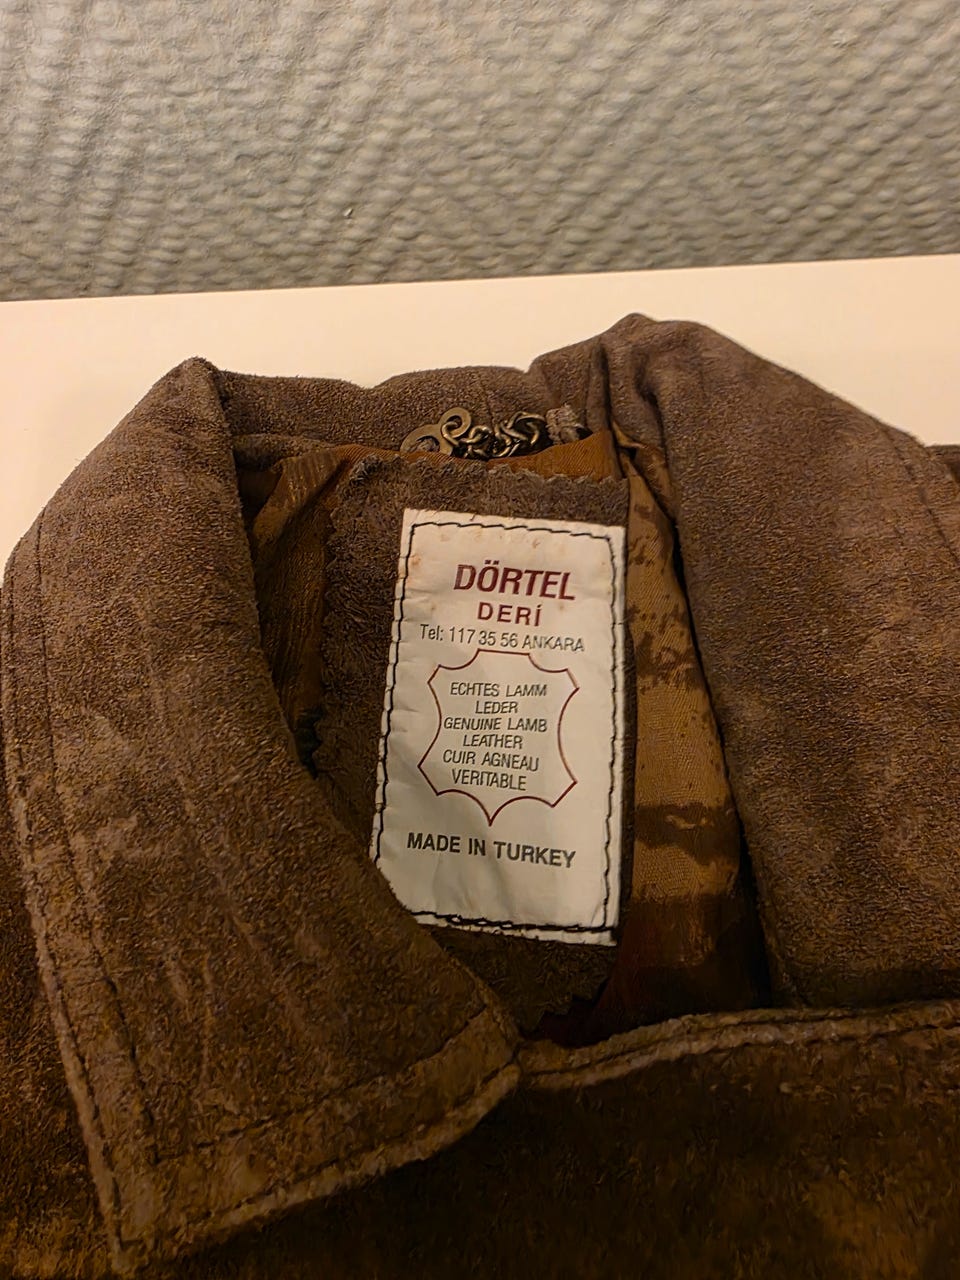 DÖRTEL
DERİ
Tel: 117 35 56 ANKARA
ECHTES LAMM
LEDER
GENUINE LAMB
LEATHER
CUIR AGNEAU
VERITABLE
MADE IN TURKEY